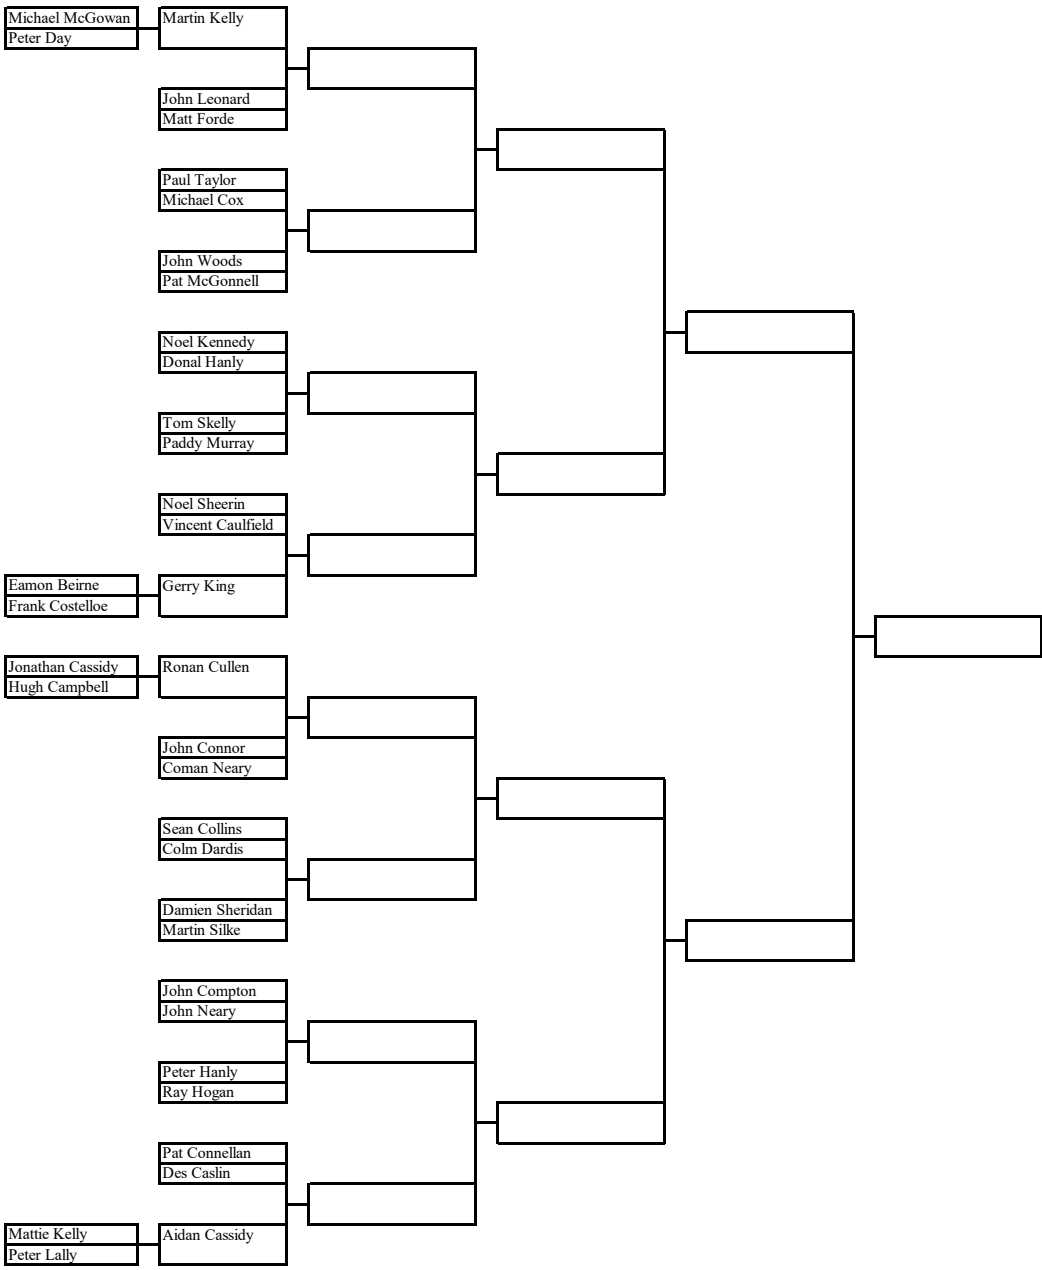 Michael McGowan
Peter Day
Martin Kelly
John Leonard
Matt Forde
Paul Taylor
Michael Cox
John Woods
Pat McGonnell
Noel Kennedy
Donal Hanly
Tom Skelly
Paddy Murray
Noel Sheerin
Vincent Caulfield
Eamon Beirne
Frank Costelloe
Gerry King
Jonathan Cassidy
Hugh Campbell
Ronan Cullen
John Connor
Coman Neary
Sean Collins
Colm Dardis
Damien Sheridan
Martin Silke
John Compton
John Neary
Peter Hanly
Ray Hogan
Pat Connellan
Des Caslin
Mattie Kelly
Peter Lally
Aidan Cassidy